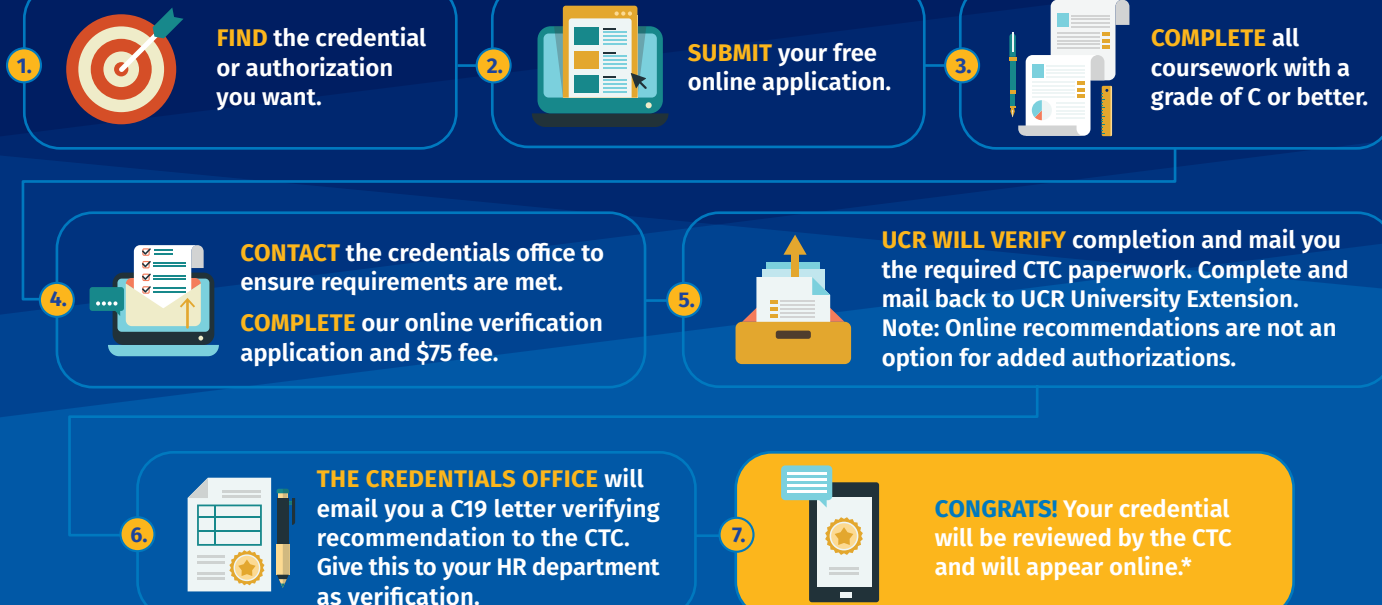 1.
FIND the credential
or authorization
you want.
2.
SUBMIT your free
online application.
3.
COMPLETE all
coursework with a
grade of C or better.
4.
CONTACT the credentials office to
ensure requirements are met.
COMPLETE our online verification
application and $75 fee.
5.
UCR WILL VERIFY completion and mail you
the required CTC paperwork. Complete and
mail back to UCR University Extension.
Note: Online recommendations are not an
option for added authorizations.
6.
THE CREDENTIALS OFFICE will
email you a C19 letter verifying
recommendation to the CTC.
Give this to your HR department
as verification.
7.
CONGRATS! Your credential
will be reviewed by the CTC
and will appear online.*